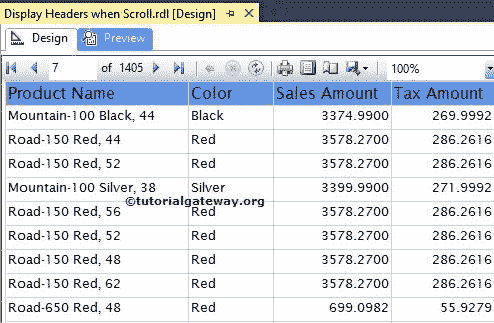 Display Headers when Scroll.rdl [Design]
Design Preview
7 of 1405 100%
Product Name Color Sales Amount Tax Amount
Mountain-100 Black, 44 Black 3374.9900 269.9992
Road-150 Red, 44 Red 3578.2700 286.2616
Road-150 Red, 52 Red 3578.2700 286.2616
Mountain-100 Silver, 38 Silver 3399.9900 271.9992
©tutorialgateway.org
Road-150 Red, 56 Red 3578.2700 286.2616
Road-150 Red, 52 Red 3578.2700 286.2616
Road-150 Red, 48 Red 3578.2700 286.2616
Road-150 Red, 62 Red 3578.2700 286.2616
Road-650 Red, 48 Red 699.0982 55.9279